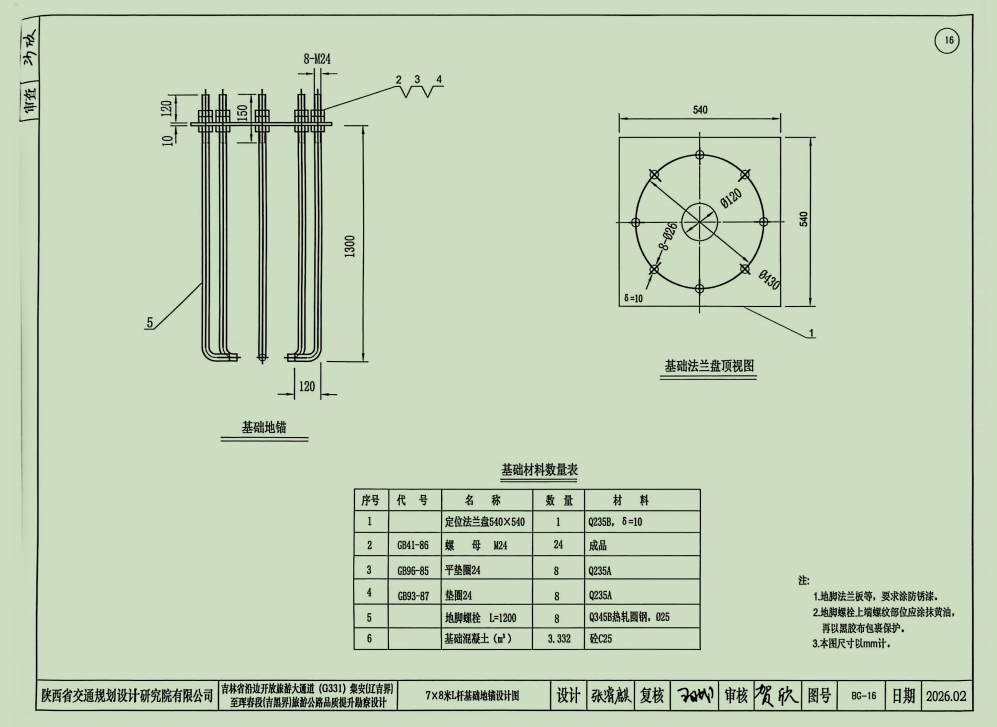 16
审查
8-M24
2 3 4
120
150
10
1300
5
120
基础地锚
540
540
Ø120
8-Ø26
Ø430
δ=10
1
基础法兰盘顶视图
基础材料数量表
序号 代 号 名 称 数 量 材 料
1 定位法兰盘540×540 1 Q235B, δ=10
2 GB41-86 螺 母 M24 24 成品
3 GB96-85 平垫圈24 8 Q235A
4 GB93-87 垫圈24 8 Q235A
5 地脚螺栓 L=1200 8 Q345B热轧圆钢, Ø25
6 基础混凝土(m³) 3.332 砼C25
注:
1.地脚法兰板等，要求涂防锈漆。
2.地脚螺栓上端螺纹部位应涂抹黄油，
再以黑胶布包裹保护。
3.本图尺寸以mm计。
陕西省交通规划设计研究院有限公司
吉林省沿边开放旅游大通道（G331）集安(辽吉界)
至珲春段(吉黑界)旅游公路品质提升勘察设计
7×8米L杆基础地锚设计图
设计 复核 审核 贺欣 图号 BG-16 日期 2026.02